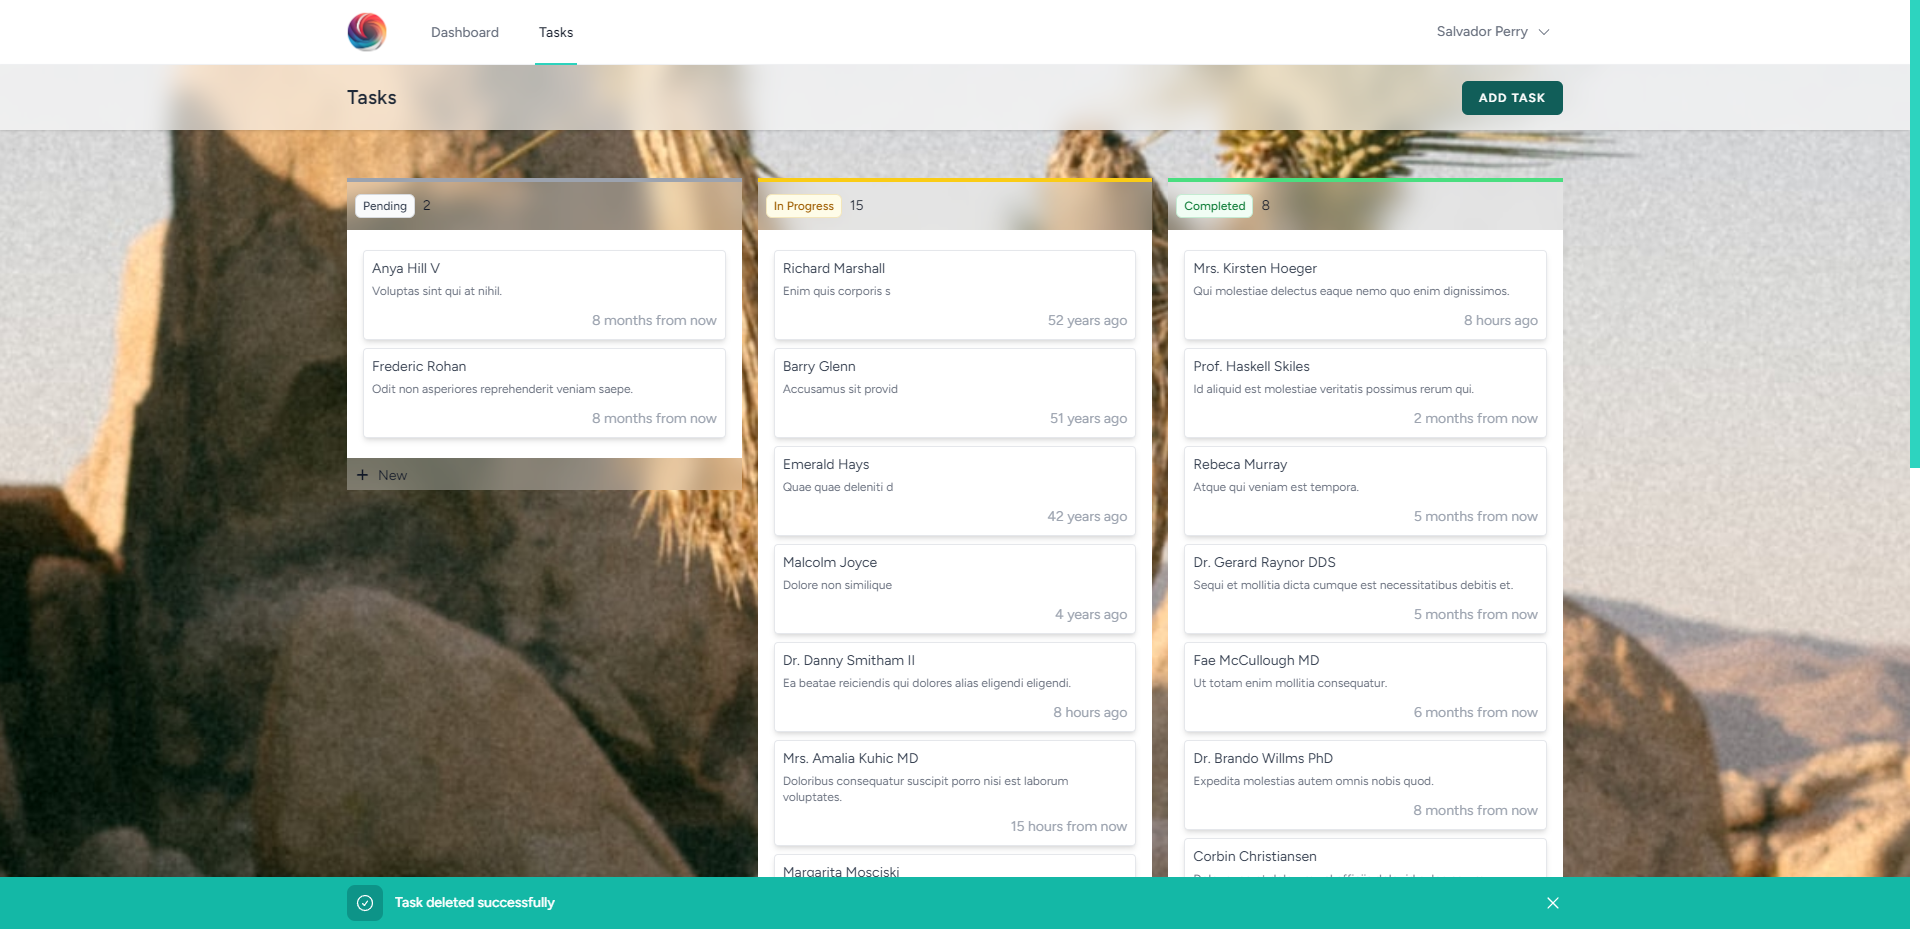 Dashboard
Tasks
Salvador Perry
Tasks
ADD TASK
Pending 2
Anya Hill V
Voluptas sint qui at nihil.
8 months from now
Frederic Rohan
Odit non asperiores reprehenderit veniam saepe.
8 months from now
+ New
In Progress 15
Richard Marshall
Enim quis corporis s
52 years ago
Barry Glenn
Accusamus sit provid
51 years ago
Emerald Hays
Quae quae deleniti d
42 years ago
Malcolm Joyce
Dolore non similique
4 years ago
Dr. Danny Smitham II
Ea beatae reiciendis qui dolores alias eligendi eligendi.
8 hours ago
Mrs. Amalia Kuhic MD
Doloribus consequatur suscipit porro nisi est laborum
voluptates.
15 hours from now
Margarita Mosciski
Completed 8
Mrs. Kirsten Hoeger
Qui molestiae delectus eaque nemo quo enim dignissimos.
8 hours ago
Prof. Haskell Skiles
Id aliquid est molestiae veritatis possimus rerum qui.
2 months from now
Rebeca Murray
Atque qui veniam est tempora.
5 months from now
Dr. Gerard Raynor DDS
Sequi et mollitia dicta cumque est necessitatibus debitis et.
5 months from now
Fae McCullough MD
Ut totam enim mollitia consequatur.
6 months from now
Dr. Brando Willms PhD
Expedita molestias autem omnis nobis quod.
8 months from now
Corbin Christiansen
Task deleted successfully